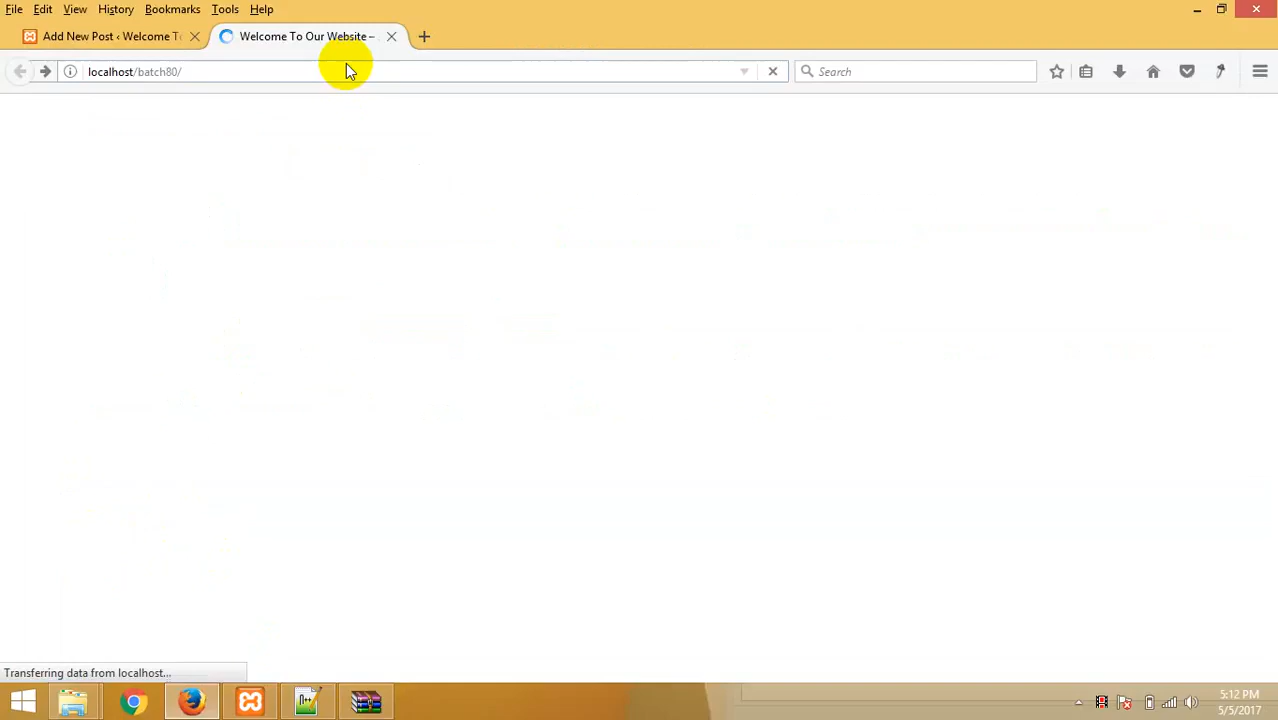 File Edit View History Bookmarks Tools Help
Add New Post ‹ Welcome T
Welcome To Our Website –
localhost/batch80/
Search
Transferring data from localhost...
5:12 PM
5/5/2017